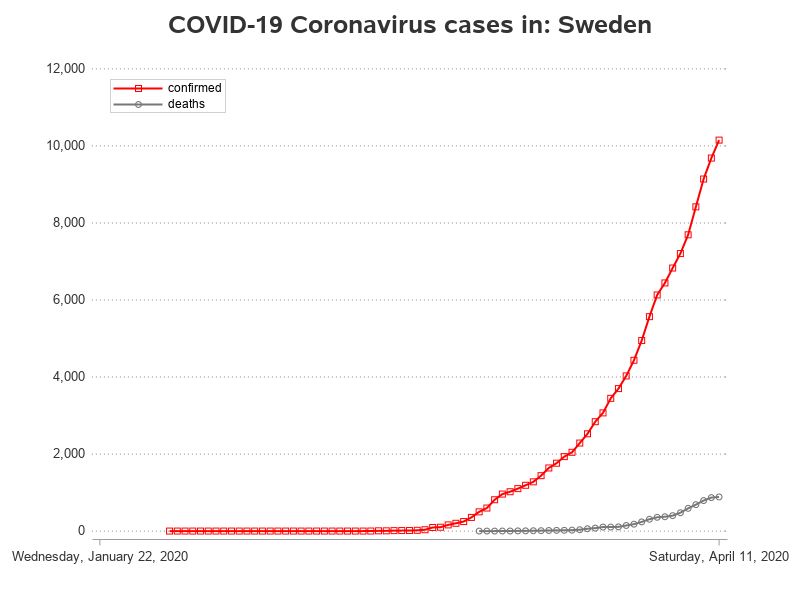 COVID-19 Coronavirus cases in: Sweden
12,000
confirmed
deaths
10,000
8,000
6,000
4,000
2,000
0
Wednesday, January 22, 2020
Saturday, April 11, 2020